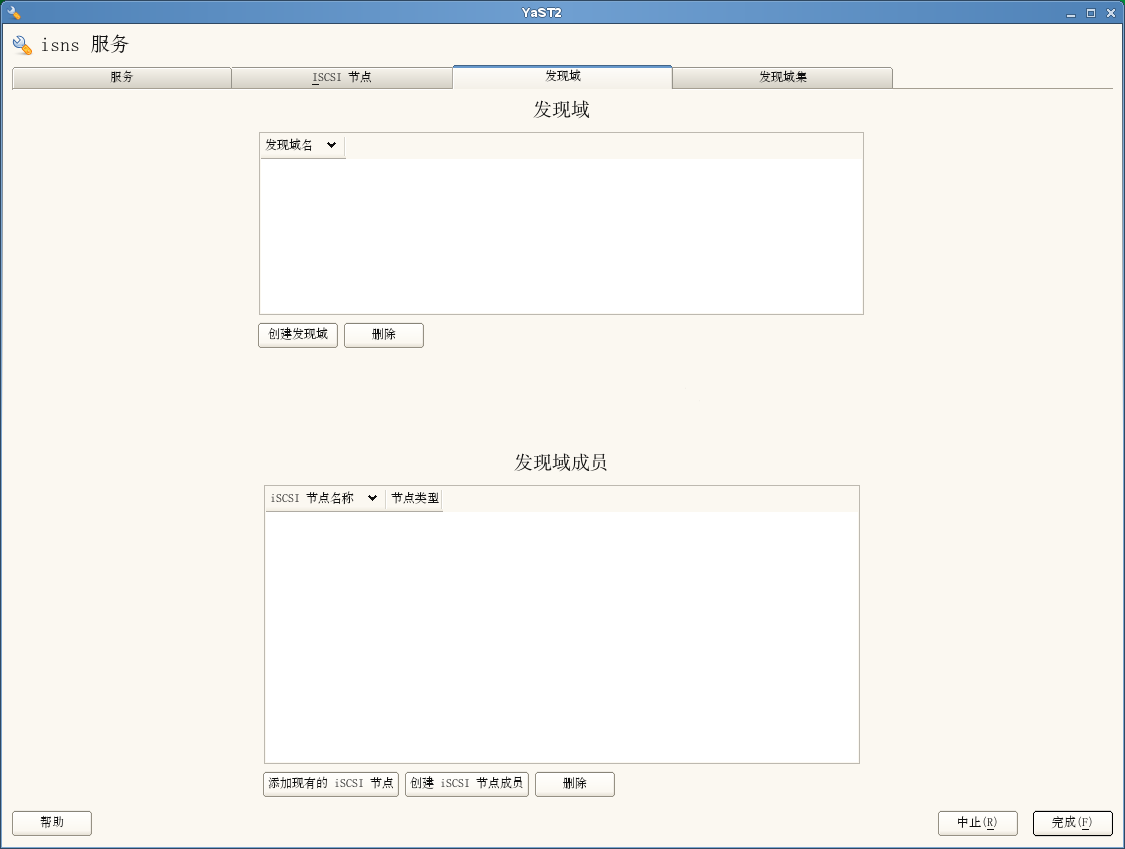 YaST2
isns 服务
服务 ISCSI 节点 发现域 发现域集
发现域
发现域名
创建发现域 删除
发现域成员
iSCSI 节点名称 节点类型
添加现有的 iSCSI 节点 创建 iSCSI 节点成员 删除
帮助 中止(R) 完成(F)